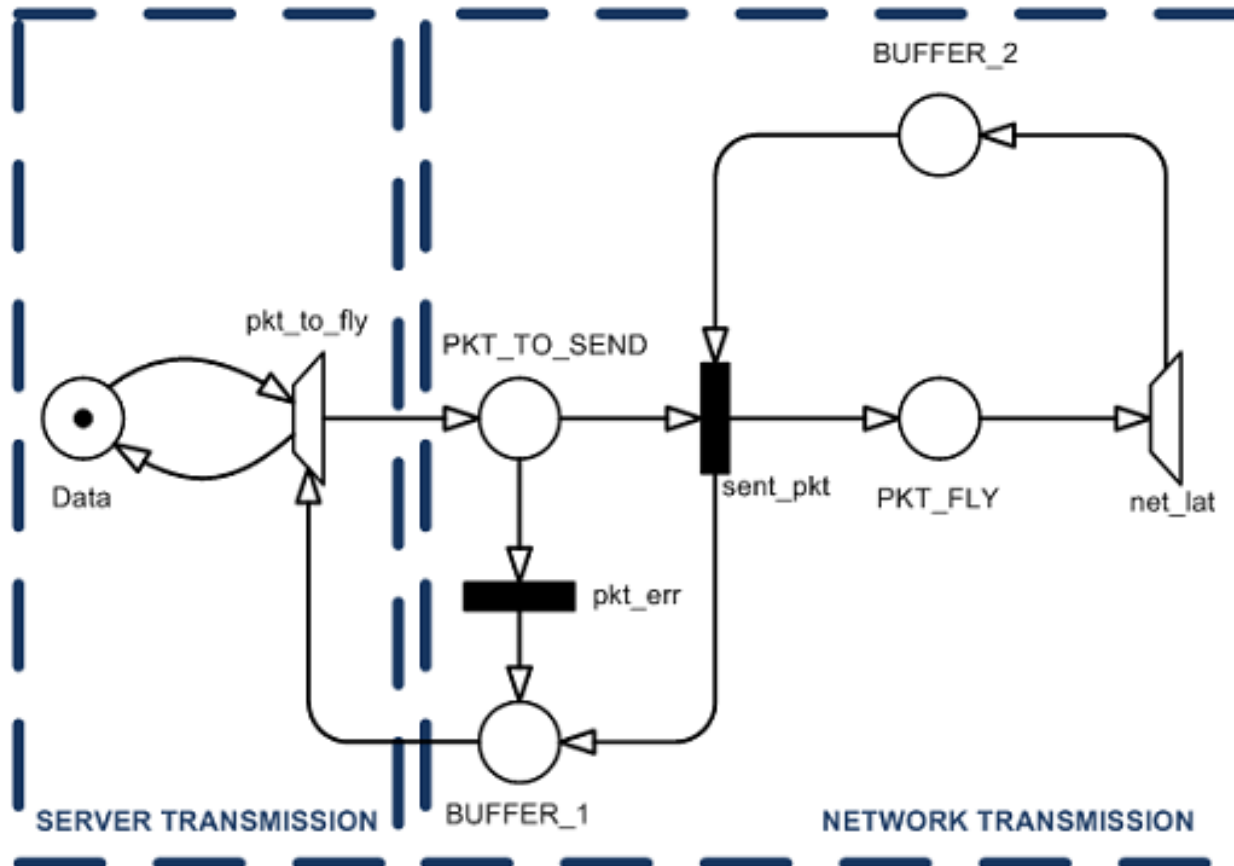 BUFFER_2
pkt_to_fly
PKT_TO_SEND
Data
sent_pkt
PKT_FLY
net_lat
pkt_err
BUFFER_1
SERVER TRANSMISSION
NETWORK TRANSMISSION